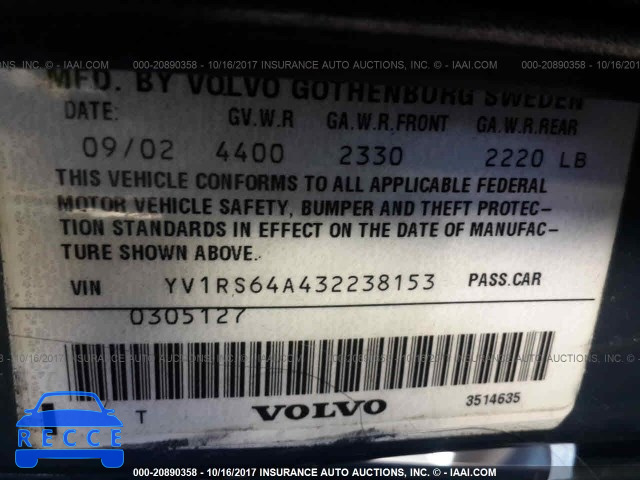 000-20890358 - 10/16/2017 INSURANCE AUTO AUCTIONS, INC. - IAAI.COM
MFD. BY VOLVO GOTHENBURG SWEDEN
DATE: GV.W.R GA.W.R.FRONT GA.W.R.REAR
09/02 4400 2330 2220 LB
THIS VEHICLE CONFORMS TO ALL APPLICABLE FEDERAL
MOTOR VEHICLE SAFETY, BUMPER AND THEFT PROTEC-
TION STANDARDS IN EFFECT ON THE DATE OF MANUFAC-
TURE SHOWN ABOVE.
VIN YV1RS64A432238153 PASS.CAR
0305127
T VOLVO 3514635
000-20890358 - 10/16/2017 INSURANCE AUTO AUCTIONS, INC. - IAAI.COM